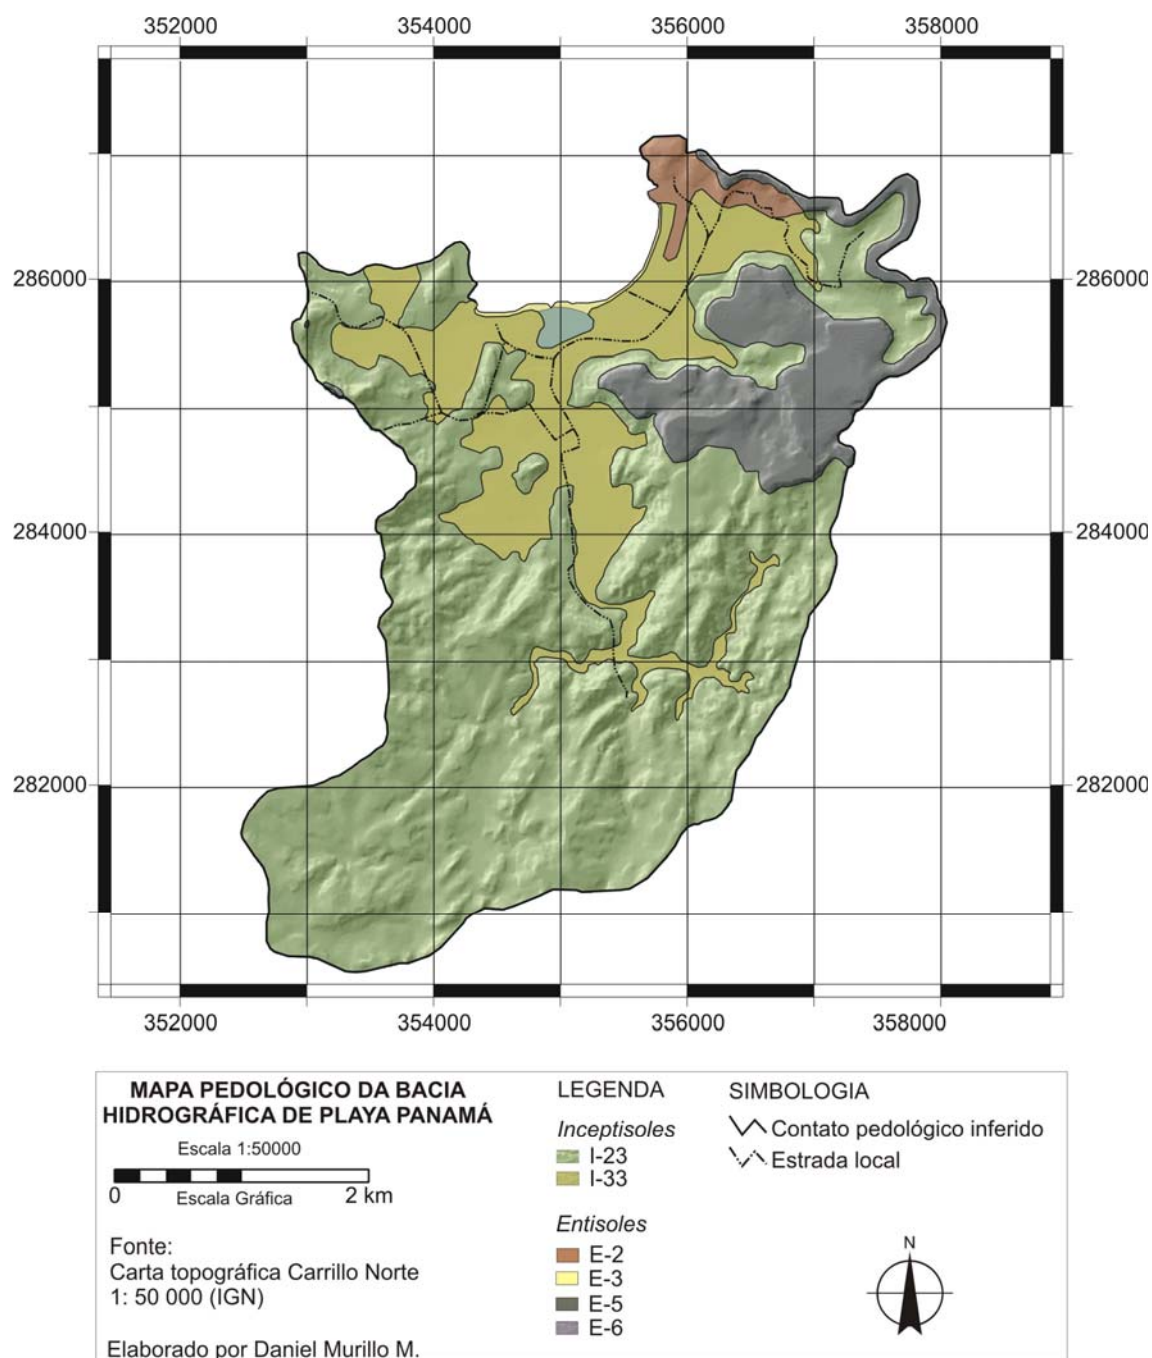 352000 354000 356000 358000
286000 286000
284000 284000
282000 282000
352000 354000 356000 358000
MAPA PEDOLÓGICO DA BACIA
HIDROGRÁFICA DE PLAYA PANAMÁ
Escala 1:50000
0 Escala Gráfica 2 km
Fonte:
Carta topográfica Carrillo Norte
1: 50 000 (IGN)
Elaborado por Daniel Murillo M.
LEGENDA
Inceptisoles
I-23
I-33
Entisoles
E-2
E-3
E-5
E-6
SIMBOLOGIA
Contato pedológico inferido
Estrada local
N